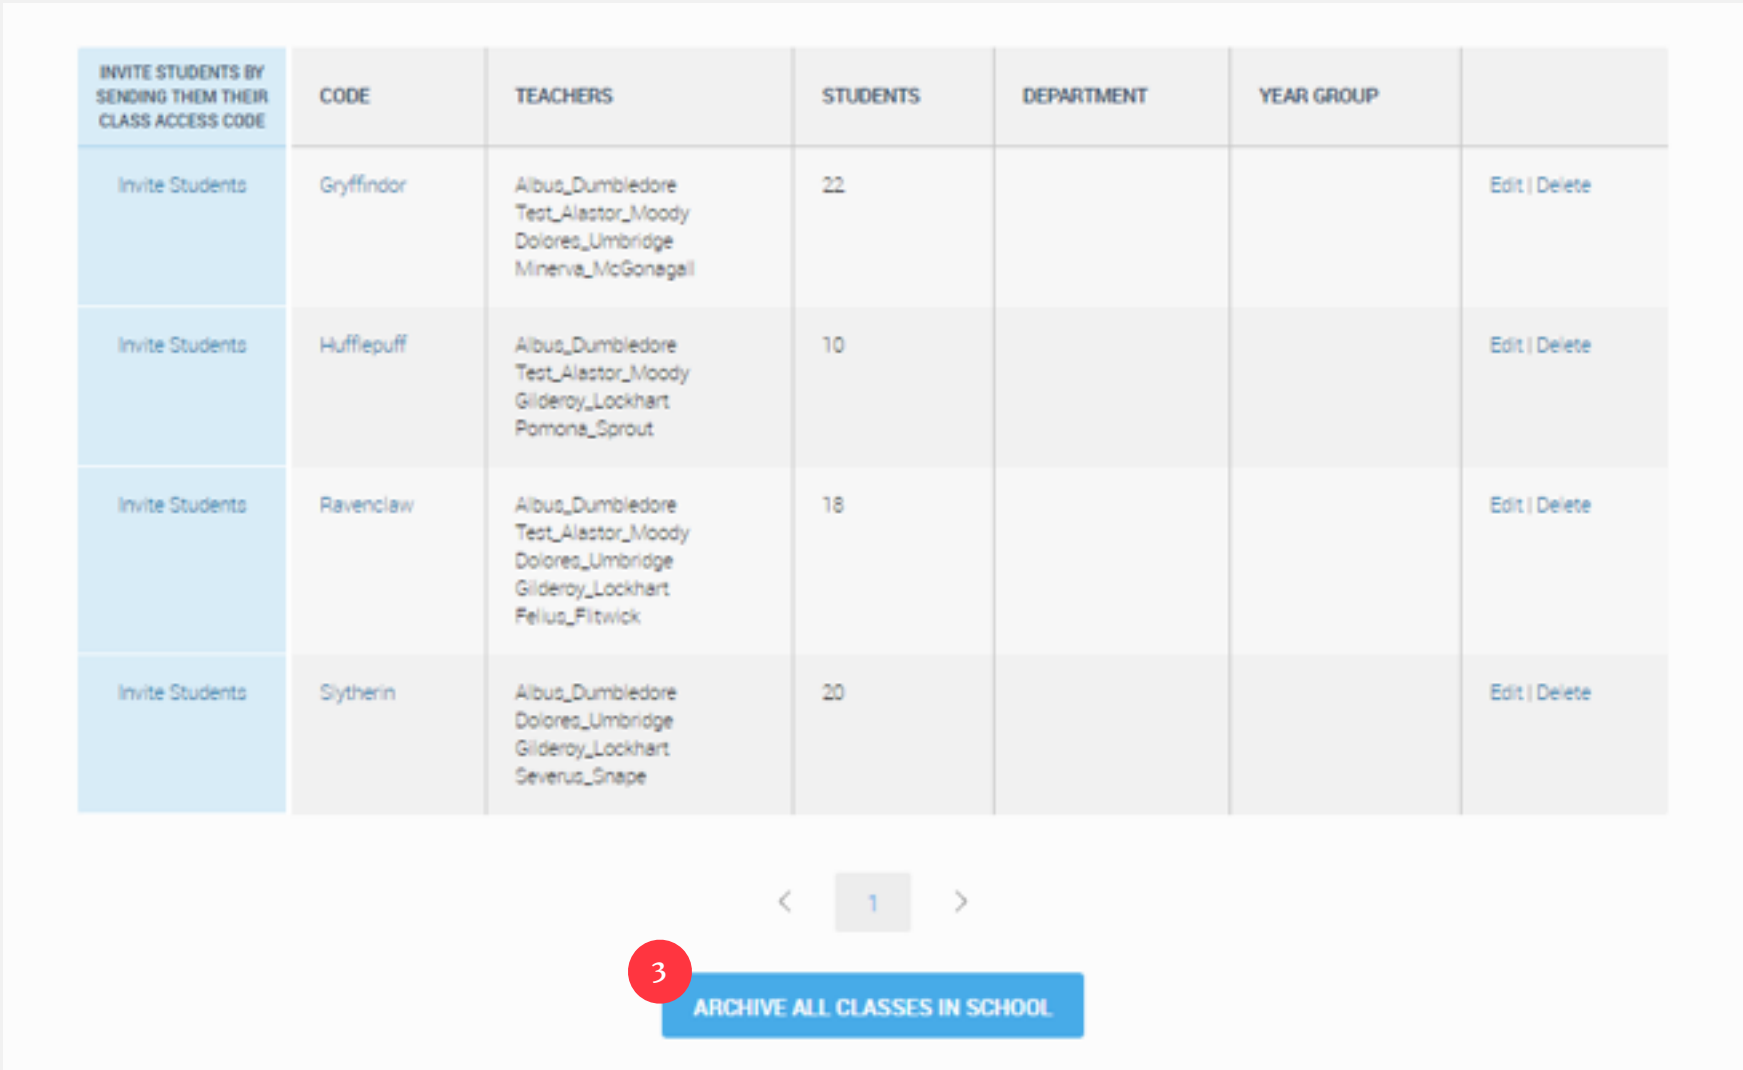 INVITE STUDENTS BY
SENDING THEM THEIR
CLASS ACCESS CODE
CODE
TEACHERS
STUDENTS
DEPARTMENT
YEAR GROUP
Invite Students
Gryffindor
Albus_Dumbledore
Test_Alastor_Moody
Dolores_Umbridge
Minerva_McGonagall
22
Edit | Delete
Invite Students
Hufflepuff
Albus_Dumbledore
Test_Alastor_Moody
Gilderoy_Lockhart
Pomona_Sprout
10
Edit | Delete
Invite Students
Ravenclaw
Albus_Dumbledore
Test_Alastor_Moody
Dolores_Umbridge
Gilderoy_Lockhart
Felius_Flitwick
18
Edit | Delete
Invite Students
Slytherin
Albus_Dumbledore
Dolores_Umbridge
Gilderoy_Lockhart
Severus_Snape
20
Edit | Delete
1
3
ARCHIVE ALL CLASSES IN SCHOOL